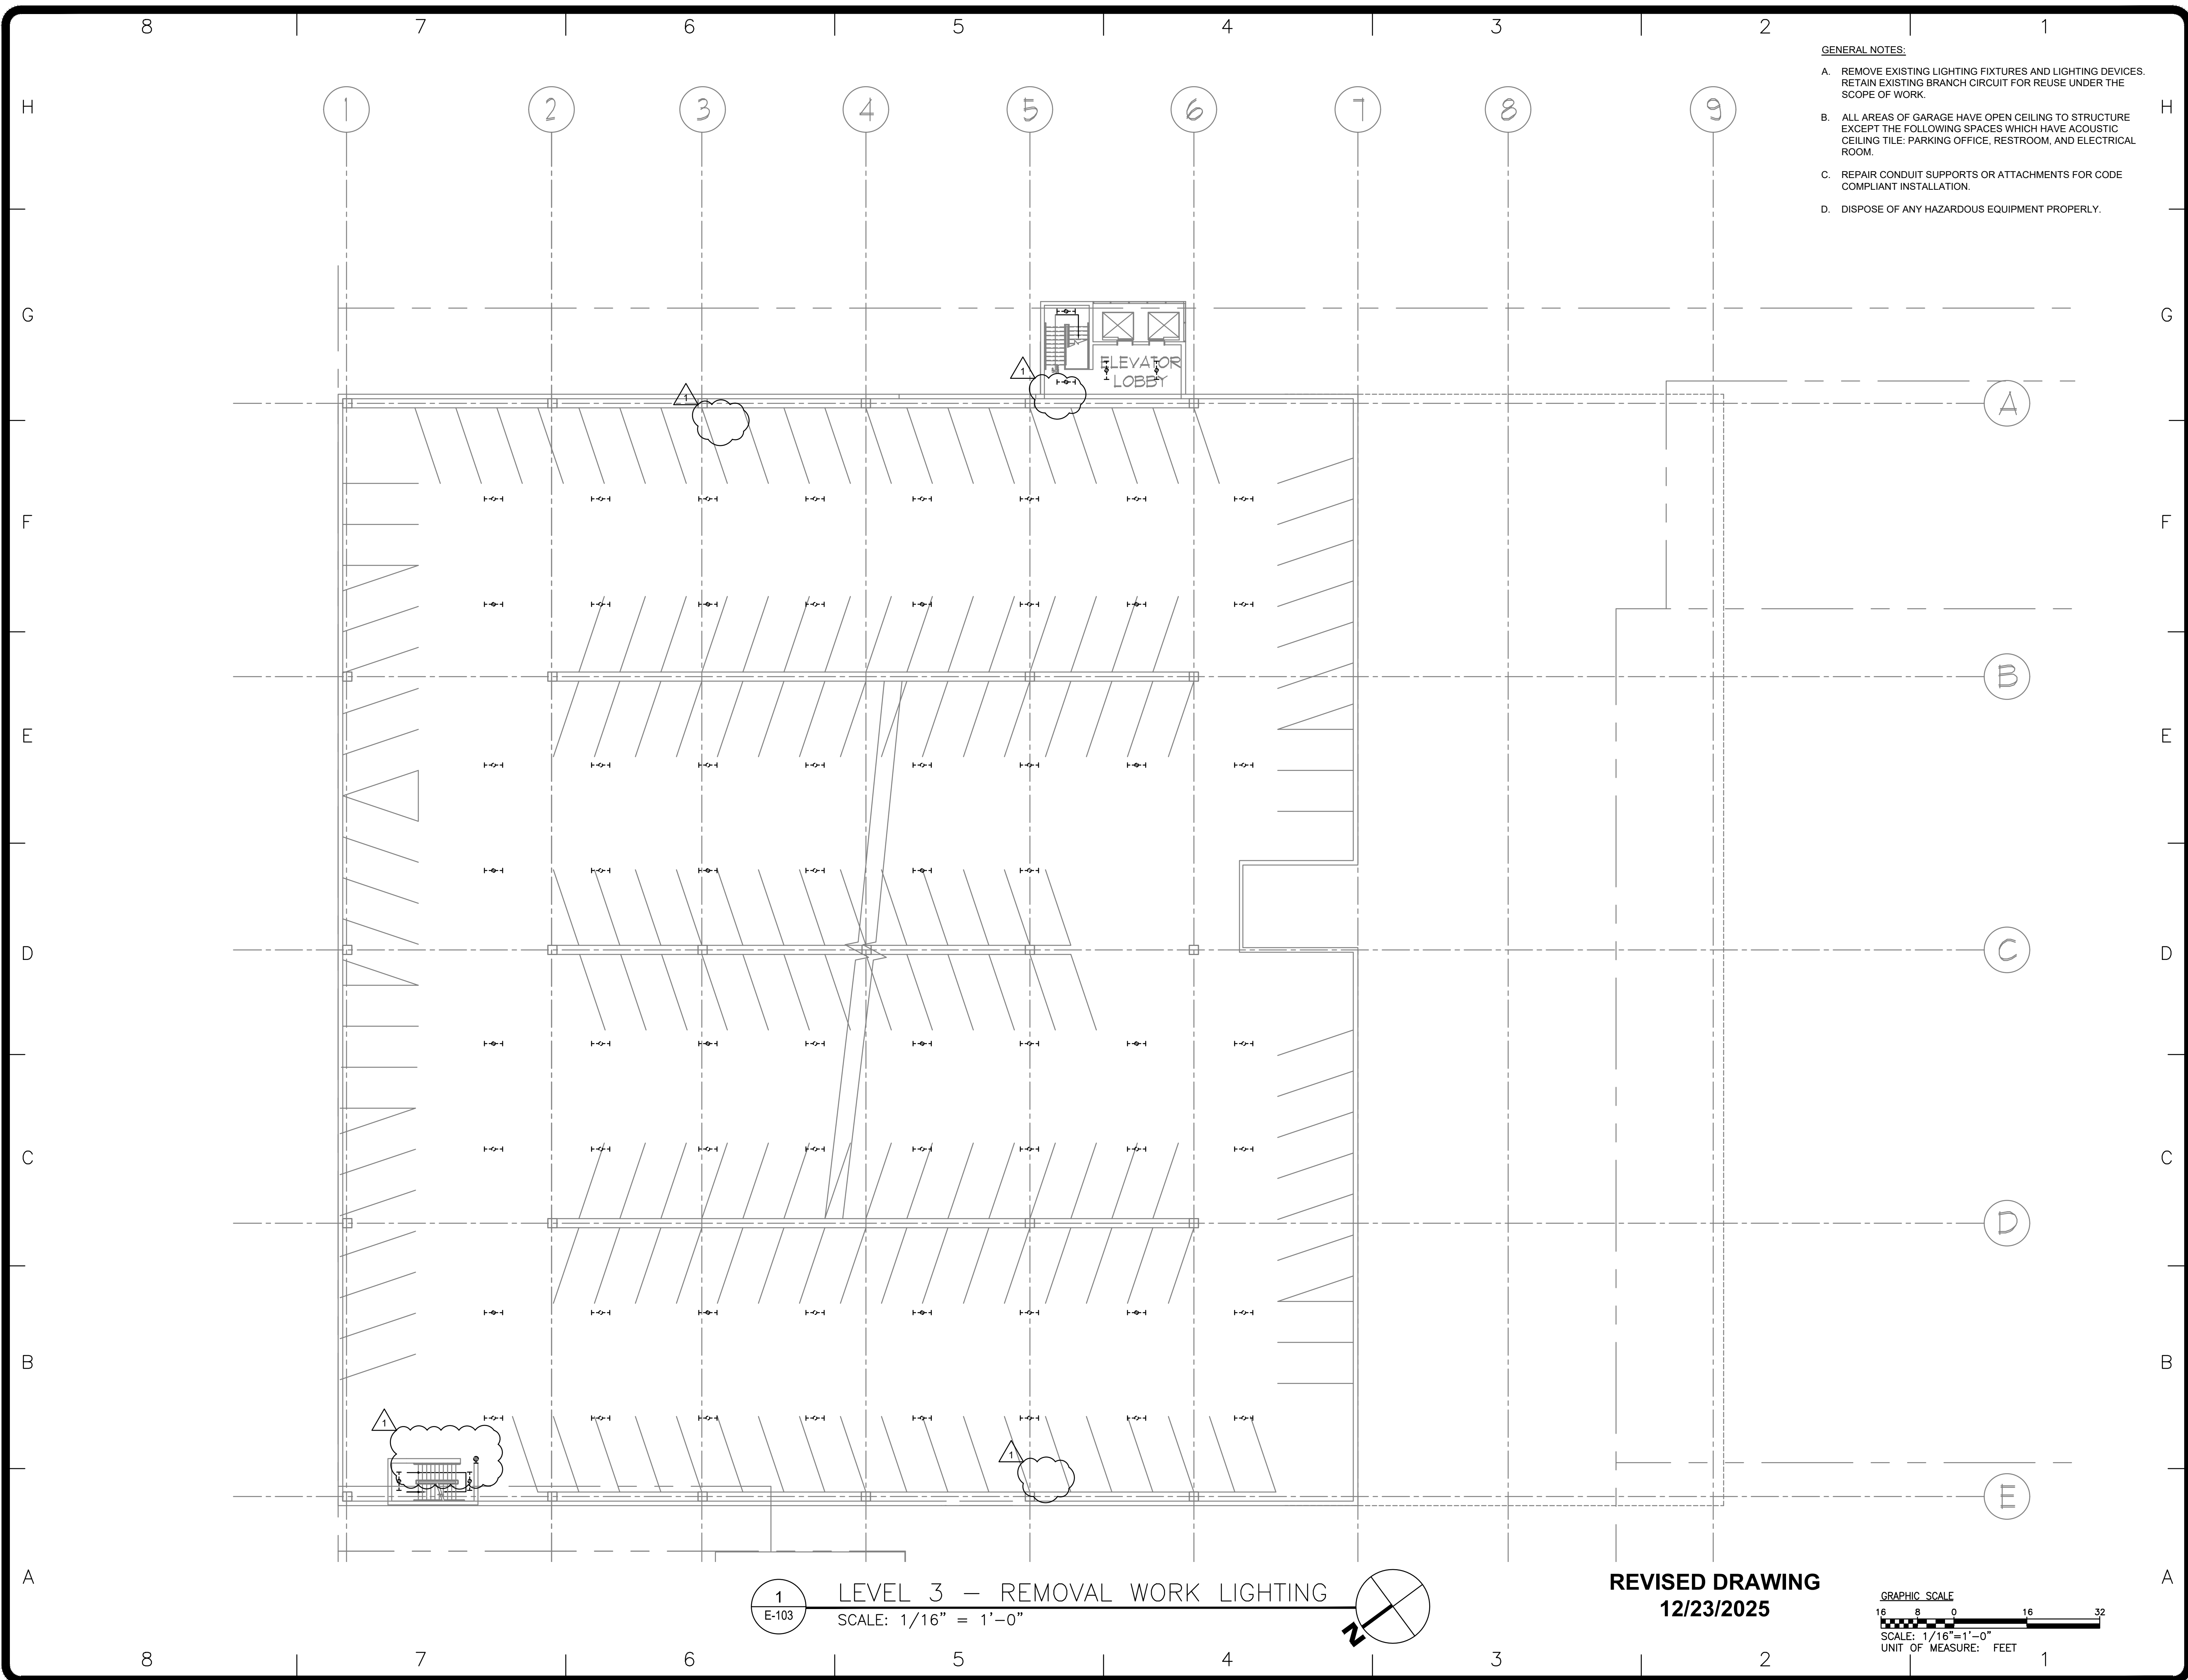 8 7 6 5 4 3 2 1
GENERAL NOTES:
A. REMOVE EXISTING LIGHTING FIXTURES AND LIGHTING DEVICES.
RETAIN EXISTING BRANCH CIRCUIT FOR REUSE UNDER THE
SCOPE OF WORK.
B. ALL AREAS OF GARAGE HAVE OPEN CEILING TO STRUCTURE
EXCEPT THE FOLLOWING SPACES WHICH HAVE ACOUSTIC
CEILING TILE: PARKING OFFICE, RESTROOM, AND ELECTRICAL
ROOM.
C. REPAIR CONDUIT SUPPORTS OR ATTACHMENTS FOR CODE
COMPLIANT INSTALLATION.
D. DISPOSE OF ANY HAZARDOUS EQUIPMENT PROPERLY.
H H
1 2 3 4 5 6 7 8 9
G G
ELEVATOR
LOBBY
1
1
A
F F
B
E E
D D
C
C C
D
B B
1
1
E
A A
1
E-103
LEVEL 3 – REMOVAL WORK LIGHTING
SCALE: 1/16" = 1'-0"
N
REVISED DRAWING
12/23/2025
GRAPHIC SCALE
16 8 0 16 32
SCALE: 1/16"=1'-0"
UNIT OF MEASURE: FEET
8 7 6 5 4 3 2 1